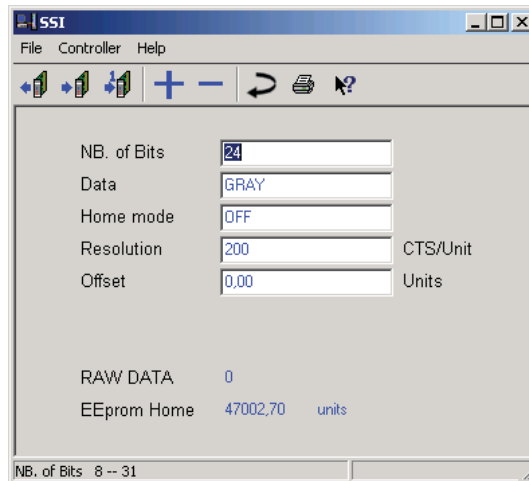 SSI
File Controller Help
NB. of Bits 24
Data GRAY
Home mode OFF
Resolution 200 CTS/Unit
Offset 0,00 Units
RAW DATA 0
EEprom Home 47002,70 units
NB. of Bits 8 -- 31